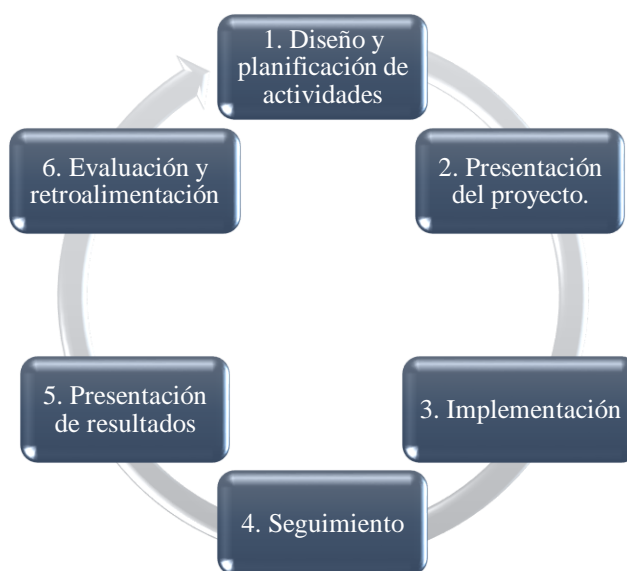 1. Diseño y
planificación de
actividades
2. Presentación
del proyecto.
3. Implementación
4. Seguimiento
5. Presentación
de resultados
6. Evaluación y
retroalimentación